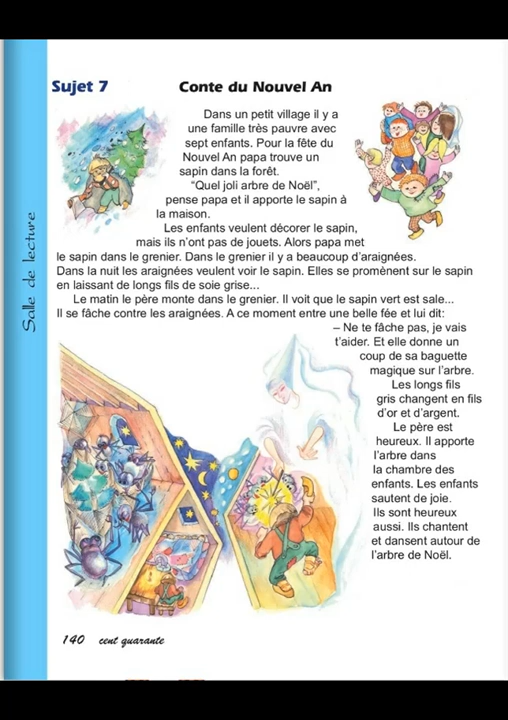 Sujet 7
Conte du Nouvel An
Dans un petit village il y a
une famille très pauvre avec
sept enfants. Pour la fête du
Nouvel An papa trouve un
sapin dans la forêt.
“Quel joli arbre de Noël”,
pense papa et il apporte le sapin à
la maison.
Les enfants veulent décorer le sapin,
mais ils n’ont pas de jouets. Alors papa met
le sapin dans le grenier. Dans le grenier il y a beaucoup d’araignées.
Dans la nuit les araignées veulent voir le sapin. Elles se promènent sur le sapin
en laissant de longs fils de soie grise...
Le matin le père monte dans le grenier. Il voit que le sapin vert est sale...
Il se fâche contre les araignées. A ce moment entre une belle fée et lui dit:
– Ne te fâche pas, je vais
t’aider. Et elle donne un
coup de sa baguette
magique sur l’arbre.
Les longs fils
gris changent en fils
d’or et d’argent.
Le père est
heureux. Il apporte
l’arbre dans
la chambre des
enfants. Les enfants
sautent de joie.
Ils sont heureux
aussi. Ils chantent
et dansent autour de
l’arbre de Noël.
Salle de lecture
140 cent quarante